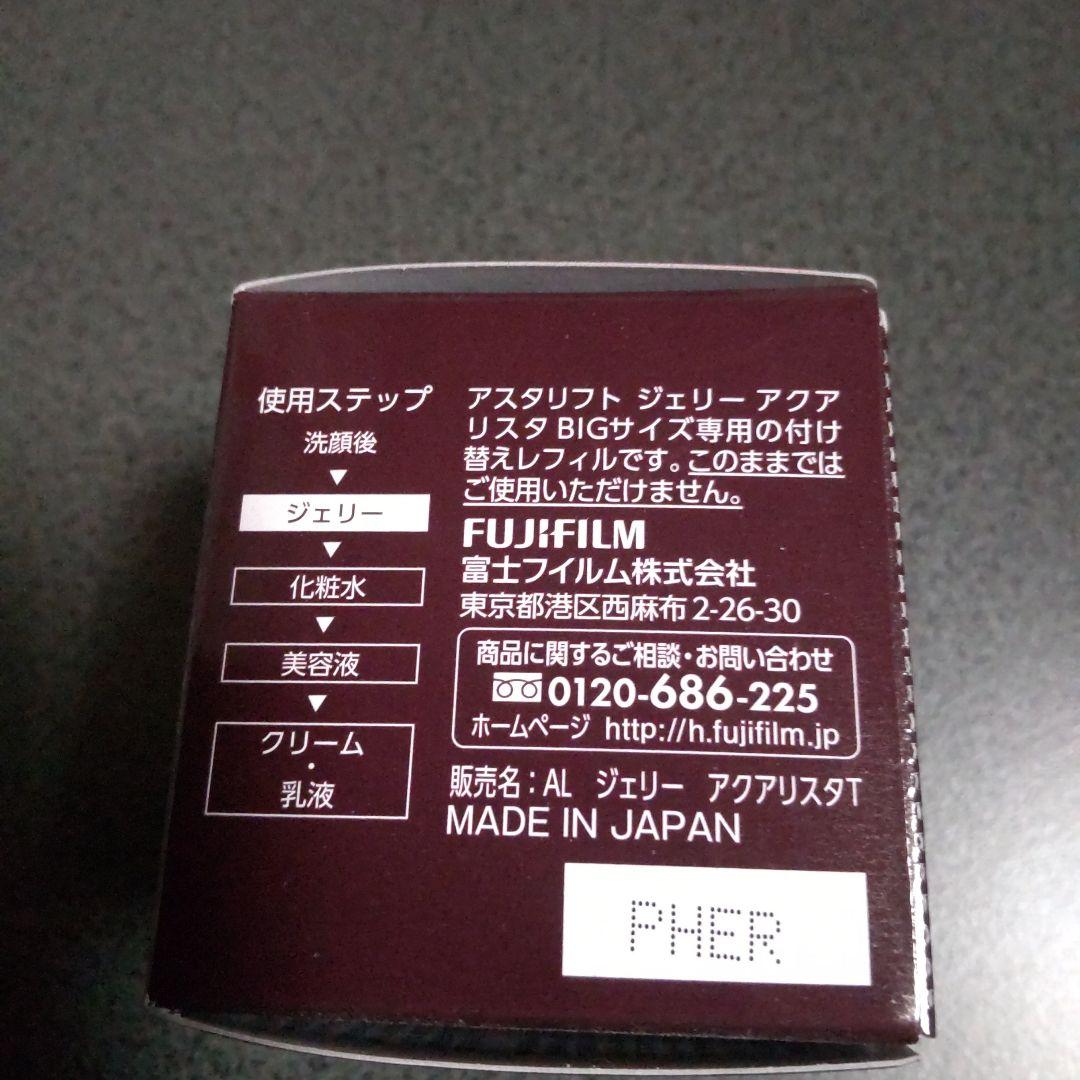 使用ステップ
洗顔後
▼
ジェリー
▼
化粧水
▼
美容液
▼
クリーム
・
乳液
アスタリフト ジェリー アクア
リスタ BIGサイズ専用の付け
替えレフィルです。このままでは
ご使用いただけません。
FUJIFILM
富士フイルム株式会社
東京都港区西麻布2-26-30
商品に関するご相談・お問い合わせ
0120-686-225
ホームページ http://h.fujifilm.jp
販売名：AL ジェリー アクアリスタT
MADE IN JAPAN
PHER